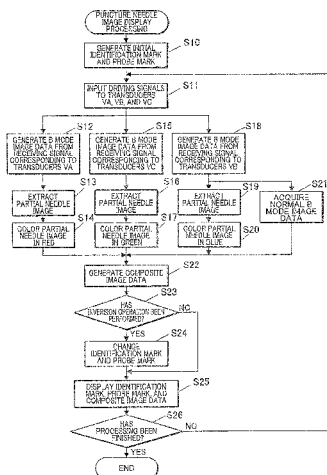 PUNCTURE NEEDLE
IMAGE DISPLAY
PROCESSING
S10
GENERATE INITIAL
IDENTIFICATION MARK
AND PROBE MARK
S11
INPUT DRIVING SIGNALS
TO TRANSDUCERS
VA, VB, AND VC
S12
GENERATE B MODE
IMAGE DATA FROM
RECEIVING SIGNAL
CORRESPONDING TO
TRANSDUCERS VA
S15
GENERATE B MODE
IMAGE DATA FROM
RECEIVING SIGNAL
CORRESPONDING TO
TRANSDUCERS VC
S18
GENERATE B MODE
IMAGE DATA FROM
RECEIVING SIGNAL
CORRESPONDING TO
TRANSDUCERS VB
S13
EXTRACT
PARTIAL NEEDLE
IMAGE
S16
EXTRACT
PARTIAL NEEDLE
IMAGE
S19
EXTRACT
PARTIAL NEEDLE
IMAGE
S21
ACQUIRE
NORMAL B
MODE IMAGE
DATA
S14
COLOR PARTIAL
NEEDLE IMAGE
IN RED
S17
COLOR PARTIAL
NEEDLE IMAGE
IN GREEN
S20
COLOR PARTIAL
NEEDLE IMAGE
IN BLUE
S22
GENERATE COMPOSITE
IMAGE DATA
S23
HAS
INVERSION OPERATION BEEN
PERFORMED?
NO
YES
S24
CHANGE
IDENTIFICATION MARK
AND PROBE MARK
S25
DISPLAY IDENTIFICATION
MARK, PROBE MARK, AND
COMPOSITE IMAGE DATA
S26
HAS
PROCESSING BEEN
FINISHED?
NO
YES
END